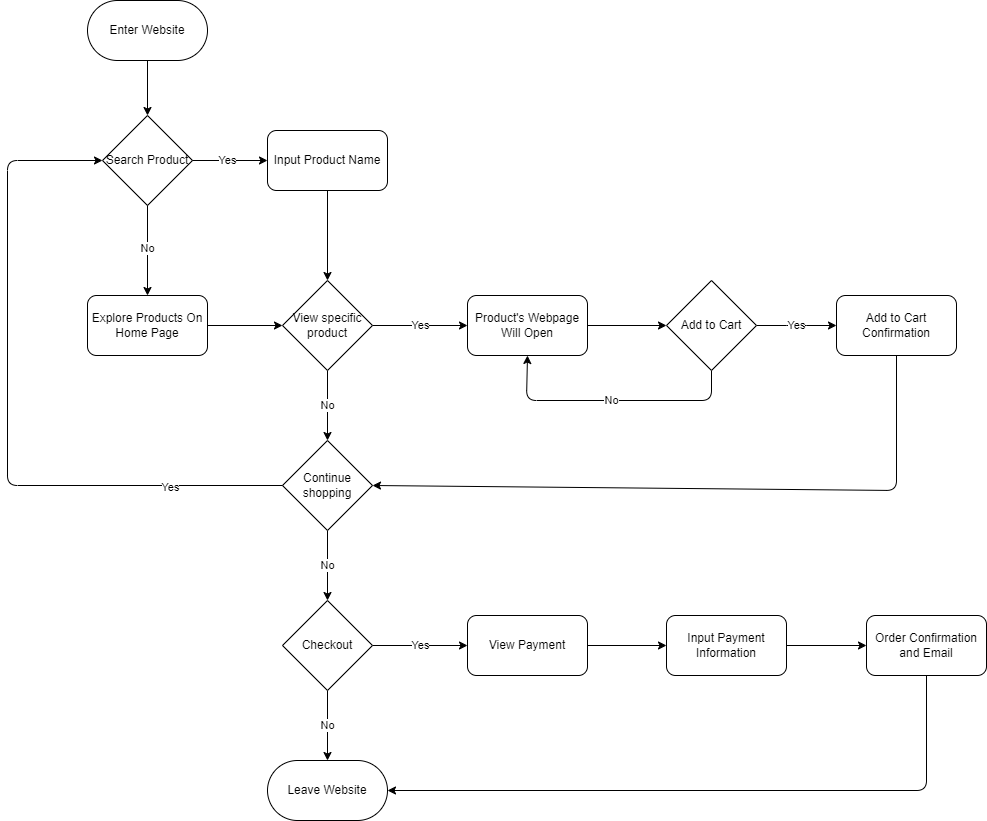 Enter Website
Search Product
Yes
Input Product Name
No
Explore Products On
Home Page
View specific
product
Yes
Product's Webpage
Will Open
Add to Cart
Yes
Add to Cart
Confirmation
No
No
Continue
shopping
Yes
No
Checkout
Yes
View Payment
Input Payment
Information
Order Confirmation
and Email
No
Leave Website